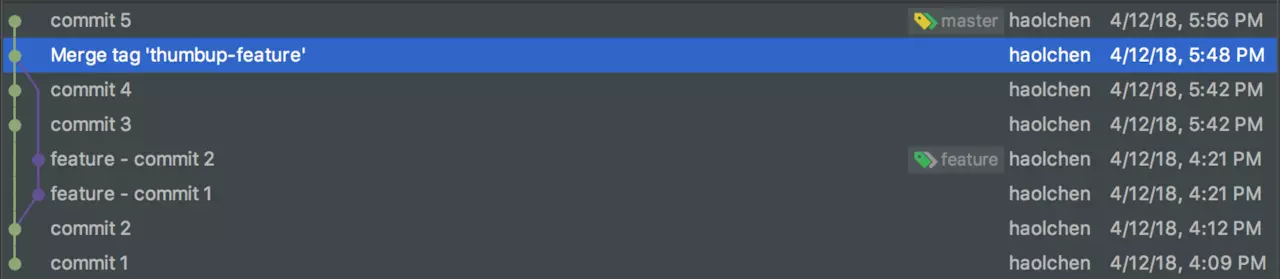 commit 5 master haolchen 4/12/18, 5:56 PM
Merge tag 'thumbup-feature' haolchen 4/12/18, 5:48 PM
commit 4 haolchen 4/12/18, 5:42 PM
commit 3 haolchen 4/12/18, 5:42 PM
feature - commit 2 feature haolchen 4/12/18, 4:21 PM
feature - commit 1 haolchen 4/12/18, 4:21 PM
commit 2 haolchen 4/12/18, 4:12 PM
commit 1 haolchen 4/12/18, 4:09 PM